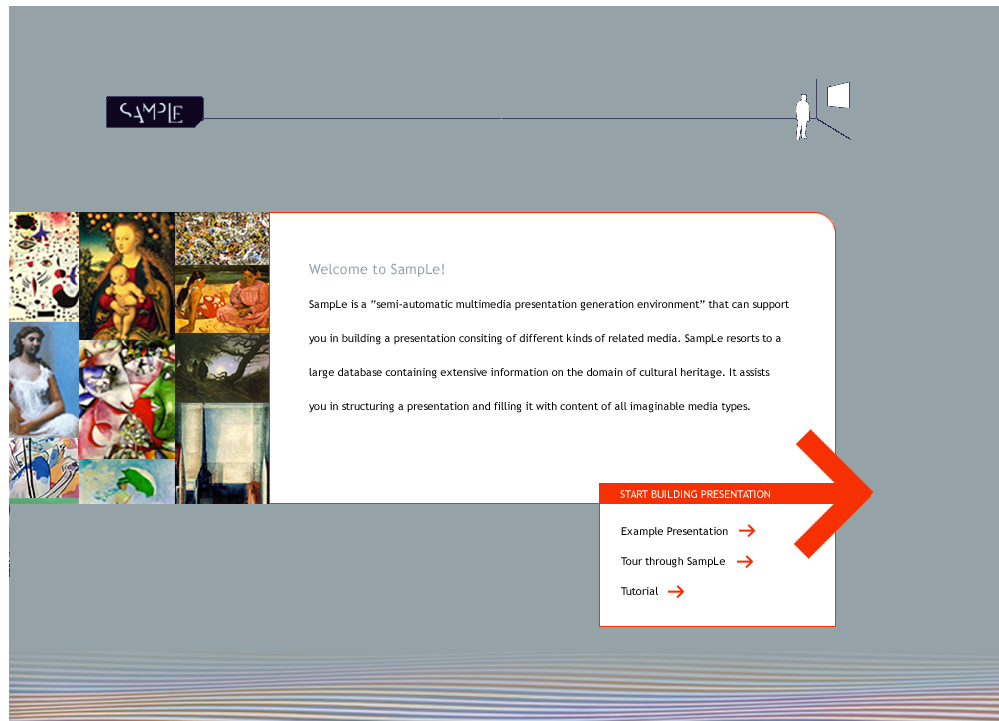 SAMPLE
Welcome to SampLe!
SampLe is a “semi-automatic multimedia presentation generation environment” that can support
you in building a presentation consiting of different kinds of related media. SampLe resorts to a
large database containing extensive information on the domain of cultural heritage. It assists
you in structuring a presentation and filling it with content of all imaginable media types.
START BUILDING PRESENTATION
Example Presentation
Tour through SampLe
Tutorial